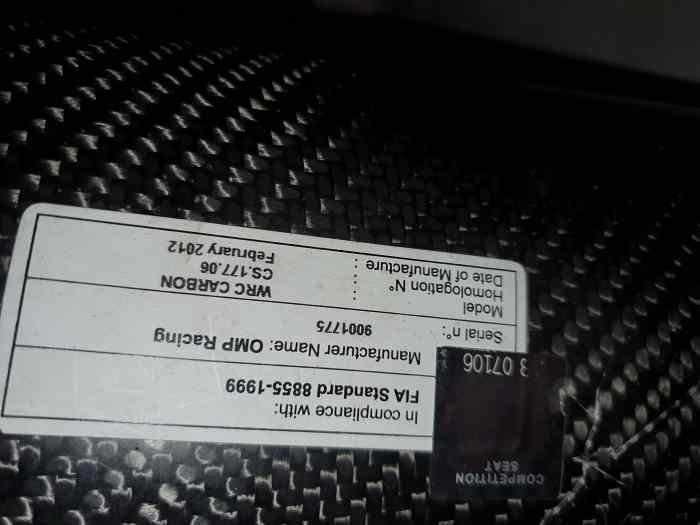 COMPETITION
SEAT
3 07106
In compliance with:
FIA Standard 8855-1999
Manufacturer Name: OMP Racing
Serial n°: 9001775
Model : WRC CARBON
Homologation N° : CS.177.06
Date of Manufacture : February 2012